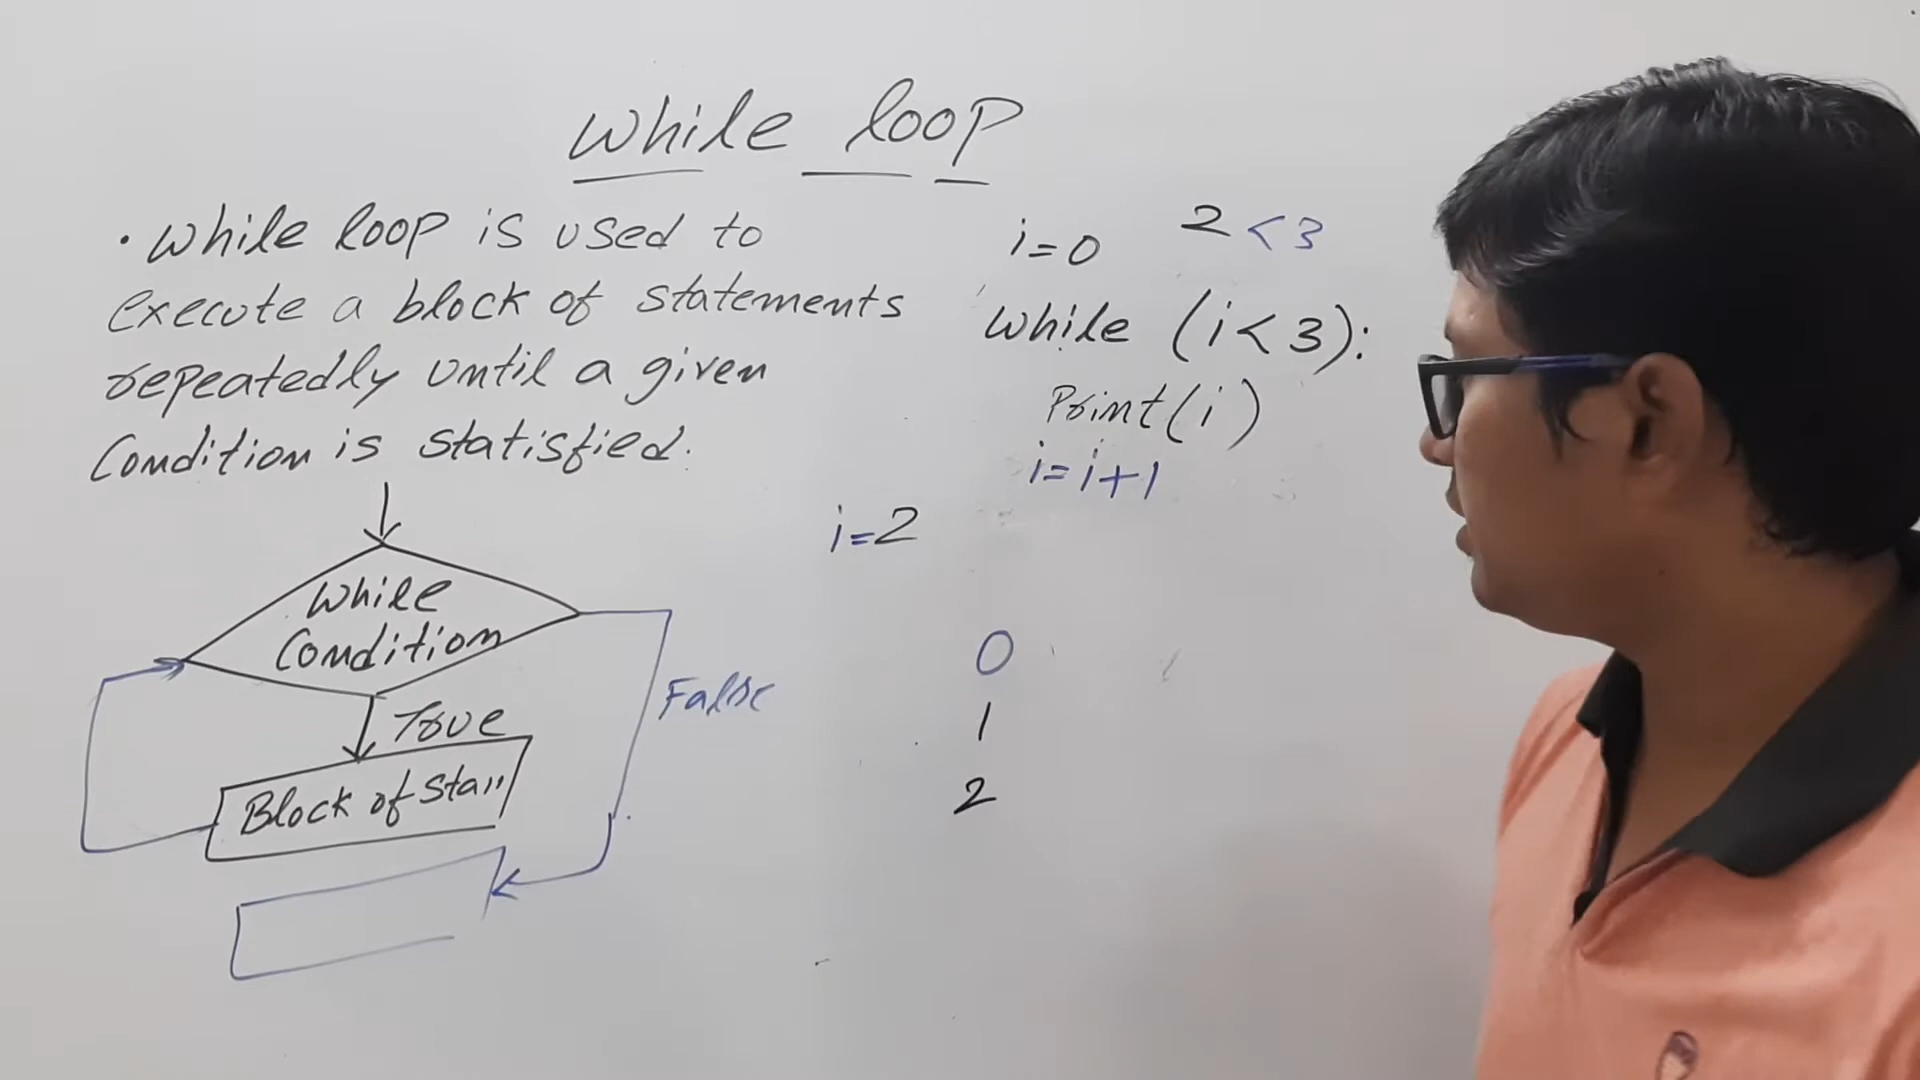 while loop
• while loop is used to
execute a block of statements
repeatedly until a given
Condition is statisfied.
i=0 2<3
while (i<3):
Print(i)
i=i+1
i=2
While
Condition
True
False
Block of Sta
0
1
2